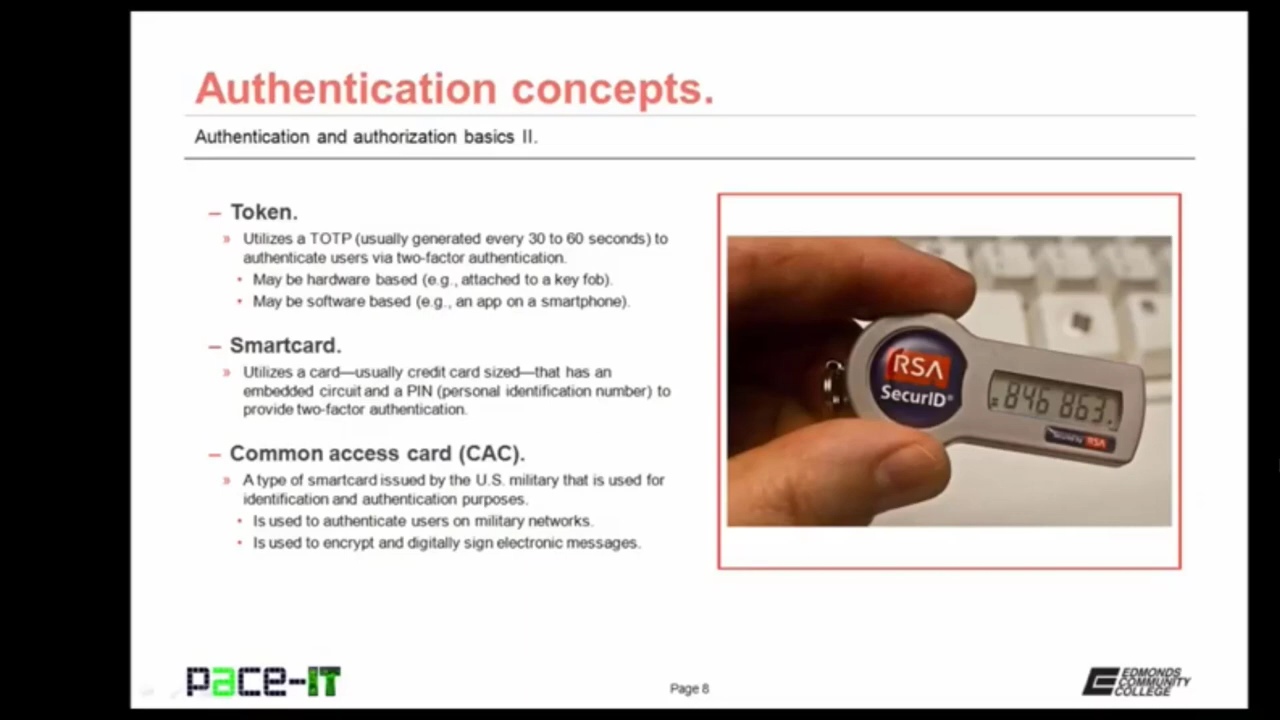 Authentication concepts.
Authentication and authorization basics II.
– Token.
» Utilizes a TOTP (usually generated every 30 to 60 seconds) to
authenticate users via two-factor authentication.
• May be hardware based (e.g., attached to a key fob).
• May be software based (e.g., an app on a smartphone).
– Smartcard.
» Utilizes a card—usually credit card sized—that has an
embedded circuit and a PIN (personal identification number) to
provide two-factor authentication.
– Common access card (CAC).
» A type of smartcard issued by the U.S. military that is used for
identification and authentication purposes.
• Is used to authenticate users on military networks.
• Is used to encrypt and digitally sign electronic messages.
RSA
SecurID®
846 863
RSA
pace-IT
Page 8
EDMONDS
COMMUNITY
COLLEGE